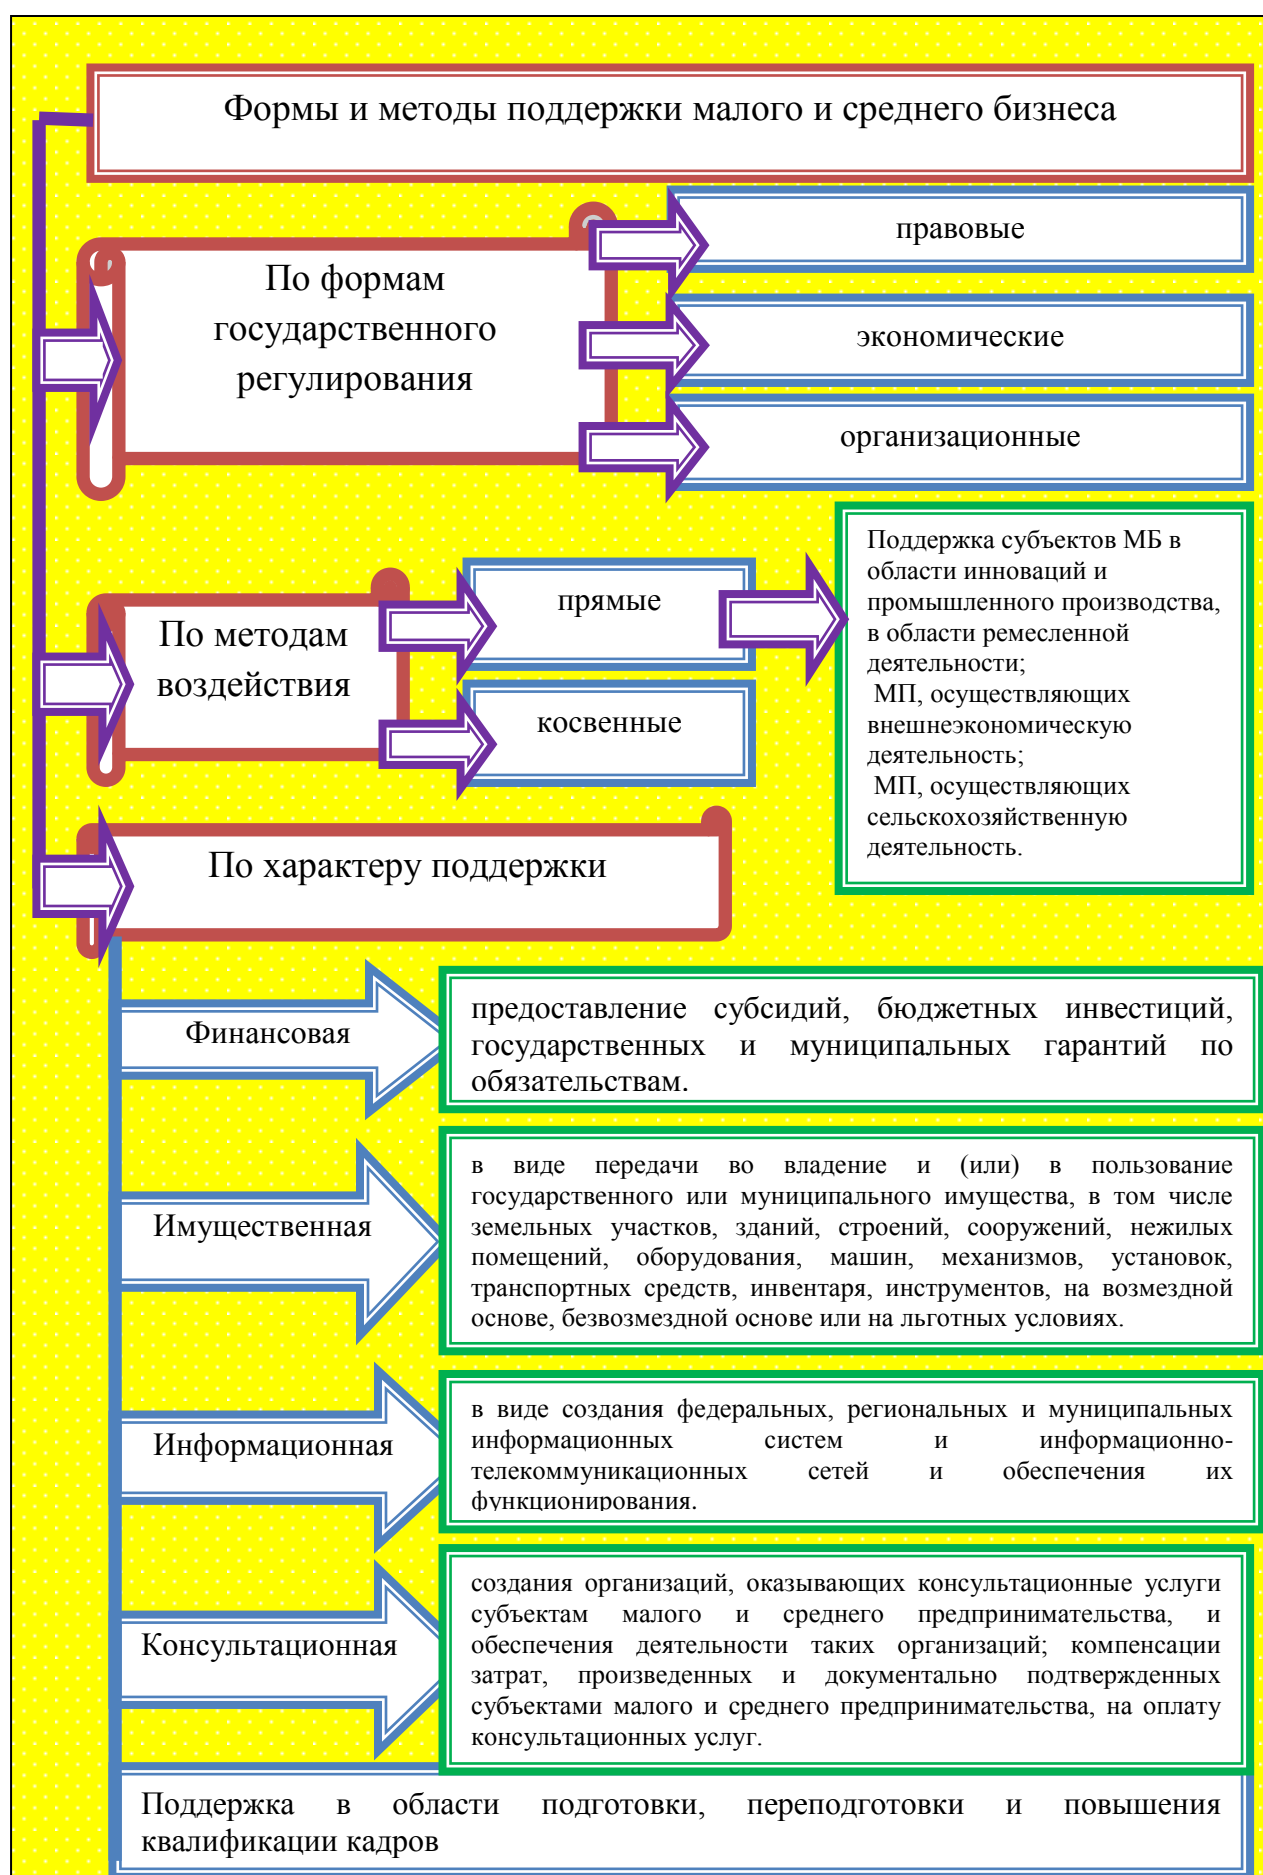 Формы и методы поддержки малого и среднего бизнеса
По формам
государственного
регулирования
правовые
экономические
организационные
По методам
воздействия
прямые
косвенные
Поддержка субъектов МБ в
области инноваций и
промышленного производства,
в области ремесленной
деятельности;
МП, осуществляющих
внешнеэкономическую
деятельность;
МП, осуществляющих
сельскохозяйственную
деятельность.
По характеру поддержки
Финансовая
предоставление субсидий, бюджетных инвестиций,
государственных и муниципальных гарантий по
обязательствам.
Имущественная
в виде передачи во владение и (или) в пользование
государственного или муниципального имущества, в том числе
земельных участков, зданий, строений, сооружений, нежилых
помещений, оборудования, машин, механизмов, установок,
транспортных средств, инвентаря, инструментов, на возмездной
основе, безвозмездной основе или на льготных условиях.
Информационная
в виде создания федеральных, региональных и муниципальных
информационных систем и информационно-
телекоммуникационных сетей и обеспечения их
функционирования.
Консультационная
создания организаций, оказывающих консультационные услуги
субъектам малого и среднего предпринимательства, и
обеспечения деятельности таких организаций; компенсации
затрат, произведенных и документально подтвержденных
субъектами малого и среднего предпринимательства, на оплату
консультационных услуг.
Поддержка в области подготовки, переподготовки и повышения
квалификации кадров